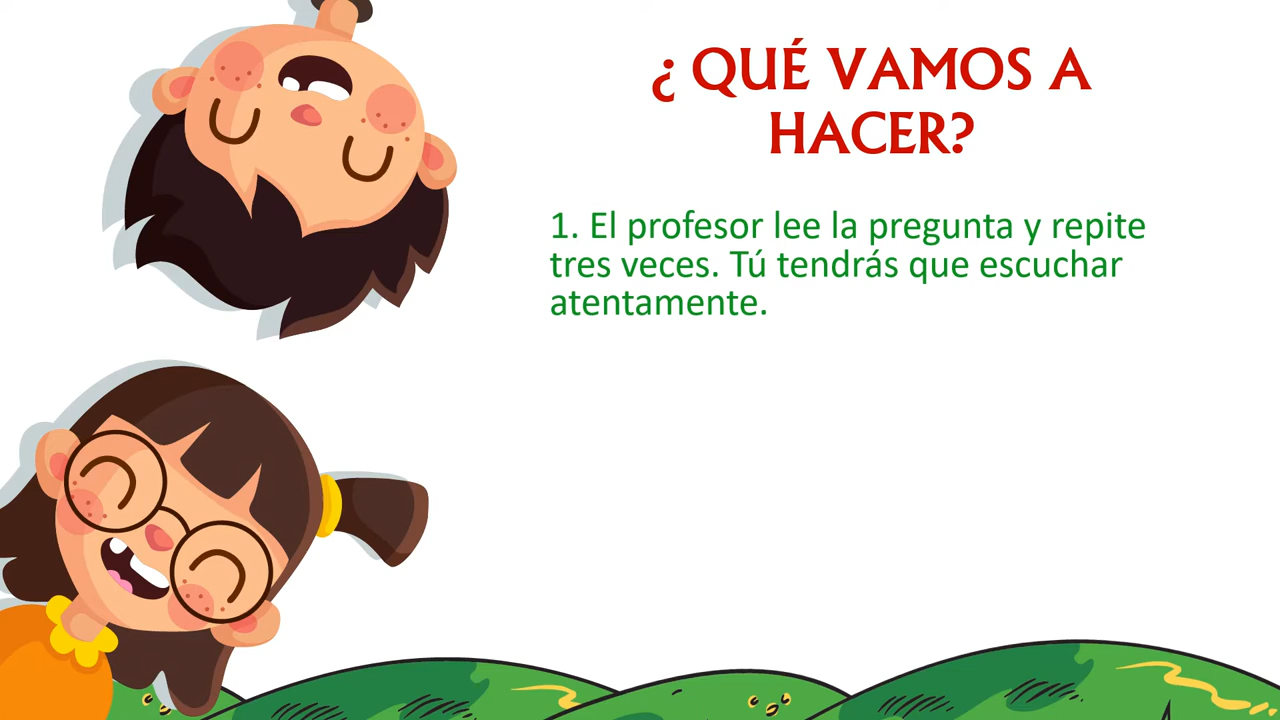 ¿ QUÉ VAMOS A
HACER?
1. El profesor lee la pregunta y repite
tres veces. Tú tendrás que escuchar
atentamente.